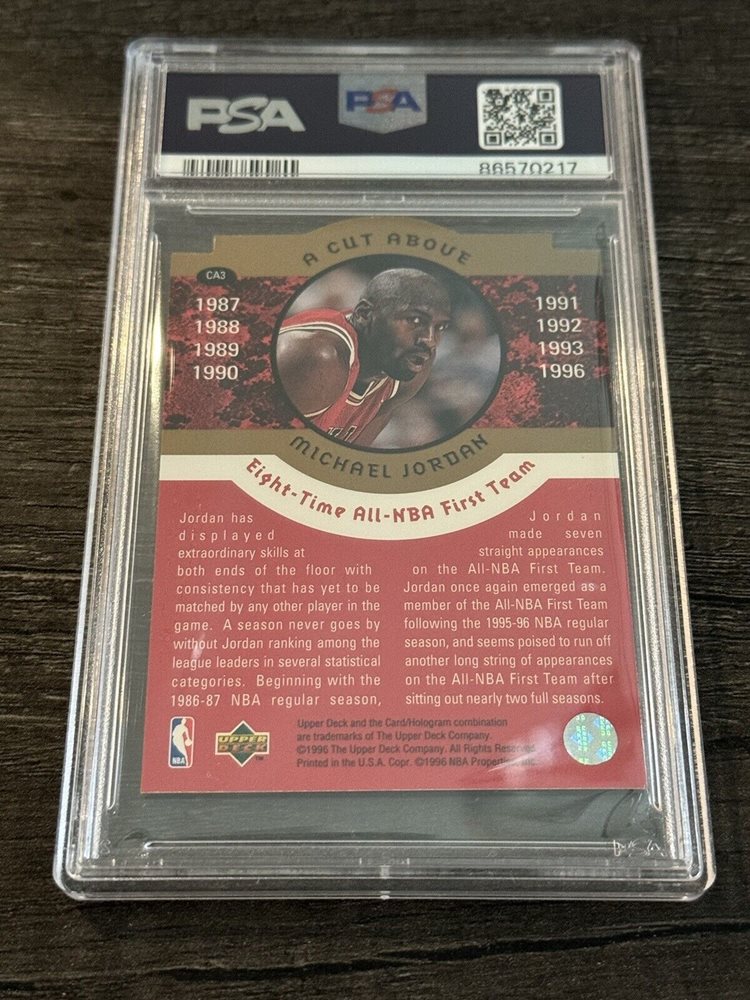 PSA
PSA
86570217
A CUT ABOVE
CA3
1987
1988
1989
1990
1991
1992
1993
1996
MICHAEL JORDAN
Eight-Time All-NBA First Team
Jordan has
displayed
extraordinary skills at
both ends of the floor with
consistency that has yet to be
matched by any other player in the
game. A season never goes by
without Jordan ranking among the
league leaders in several statistical
categories. Beginning with the
1986-87 NBA regular season,
Jordan
made seven
straight appearances
on the All-NBA First Team.
Jordan once again emerged as a
member of the All-NBA First Team
following the 1995-96 NBA regular
season, and seems poised to run off
another long string of appearances
on the All-NBA First Team after
sitting out nearly two full seasons.
NBA
UPPER
DECK
TM
Upper Deck and the Card/Hologram combination
are trademarks of The Upper Deck Company.
©1996 The Upper Deck Company. All Rights Reserved.
Printed in the U.S.A. Copr. ©1996 NBA Properties, Inc.